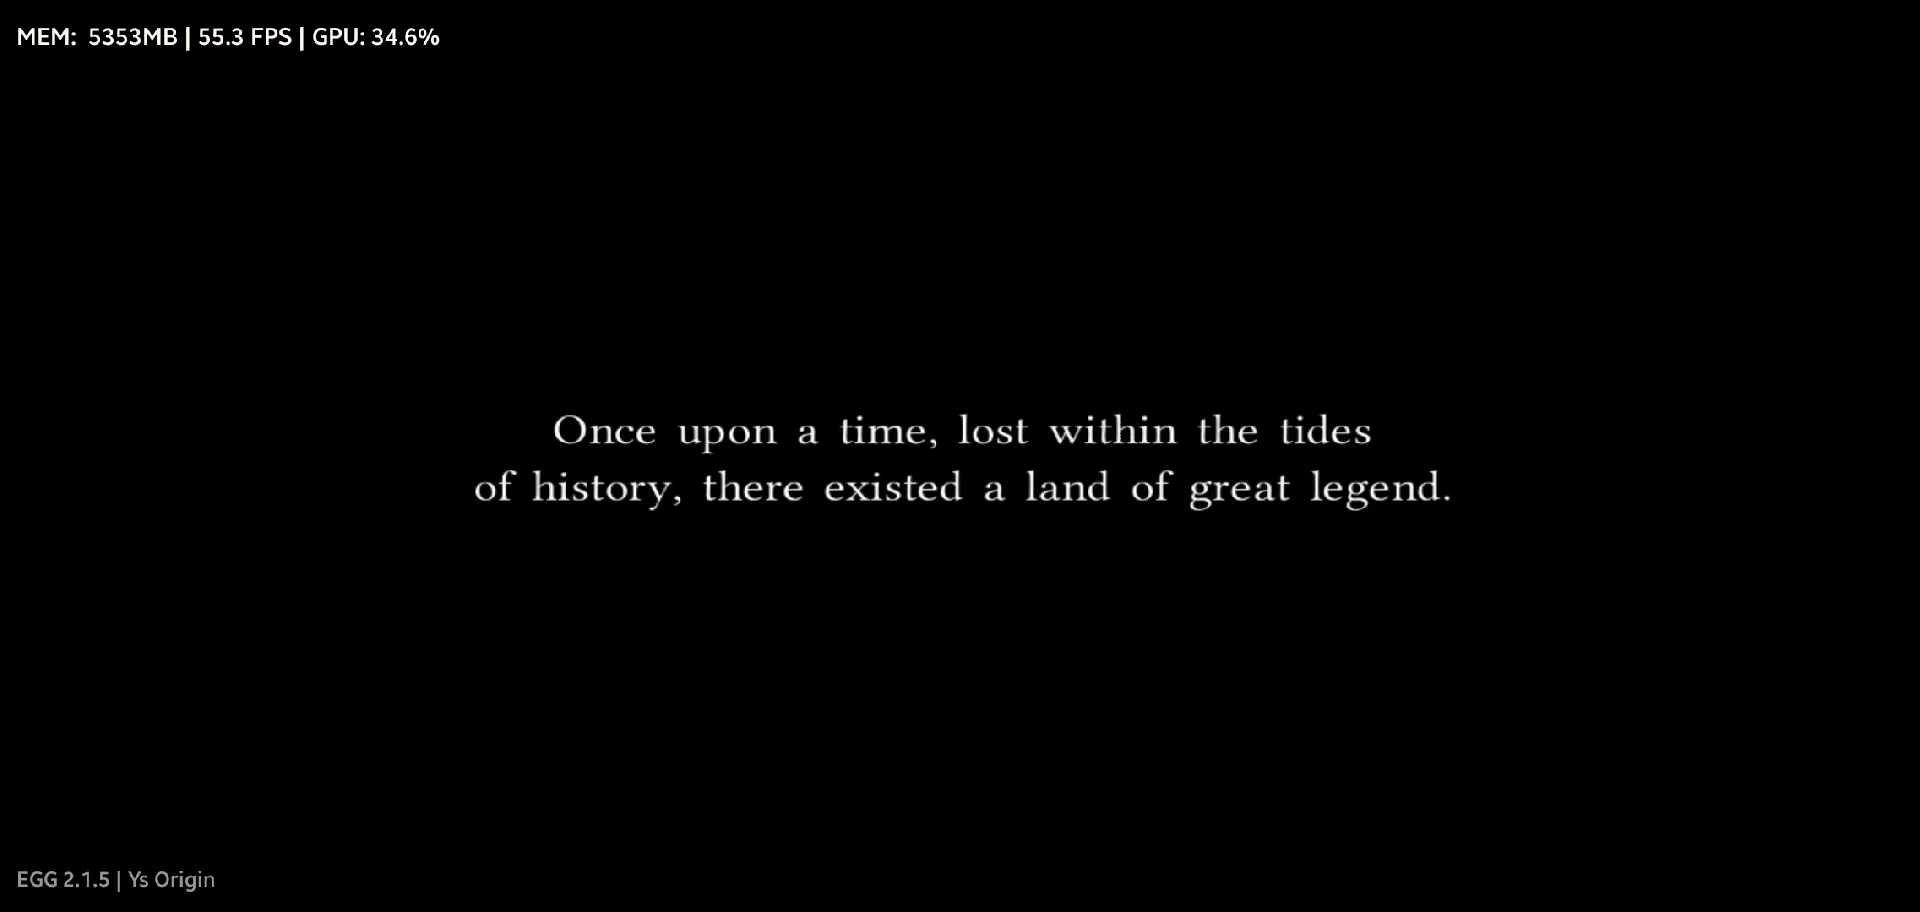 MEM: 5353MB | 55.3 FPS | GPU: 34.6%
Once upon a time, lost within the tides
of history, there existed a land of great legend.
EGG 2.1.5 | Ys Origin